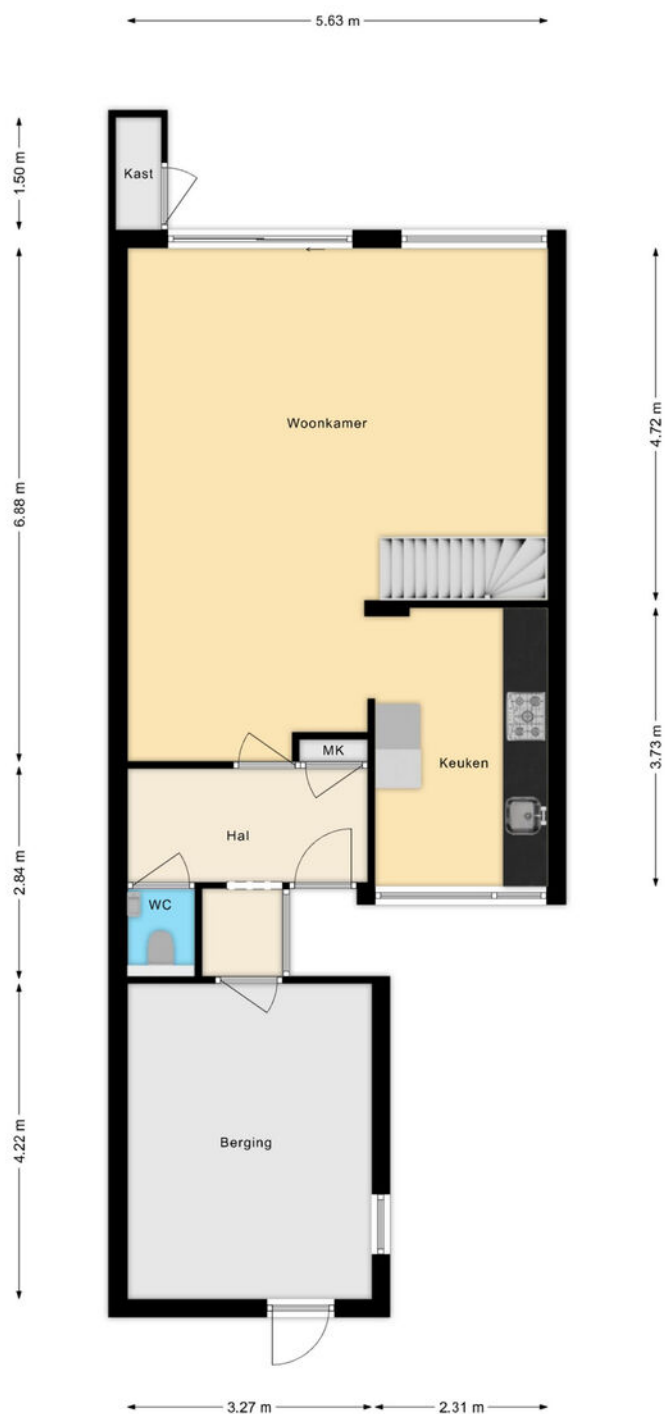 5.63 m
1.50 m
Kast
6.88 m
Woonkamer
4.72 m
MK
Keuken
3.73 m
Hal
2.84 m
WC
Berging
4.22 m
3.27 m
2.31 m